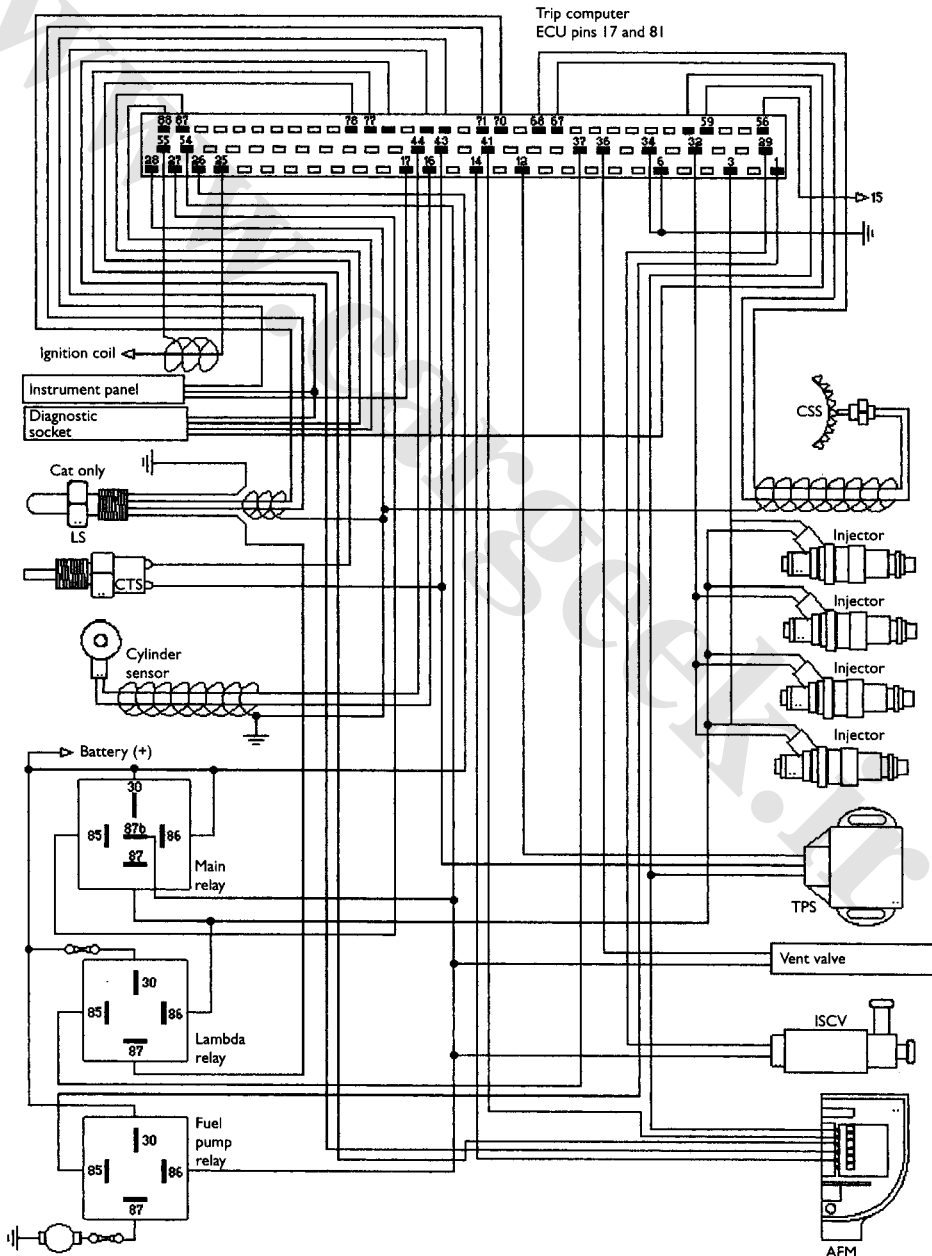 Trip computer
ECU pins 17 and 81
88 87 78 77 71 70 68 67 59 56
55 54 44 43 41 37 36 34 32 29
28 27 26 25 17 16 14 12 6 3 1
15
Ignition coil
Instrument panel
Diagnostic
socket
CSS
Cat only
LS
CTS
Injector
Injector
Injector
Injector
Cylinder
sensor
Battery (+)
30
85 87b 86
87
Main
relay
TPS
Vent valve
30
85 86
87
Lambda
relay
ISCV
Fuel
pump
relay
30
85 86
87
AFM
www.cargeek.ir